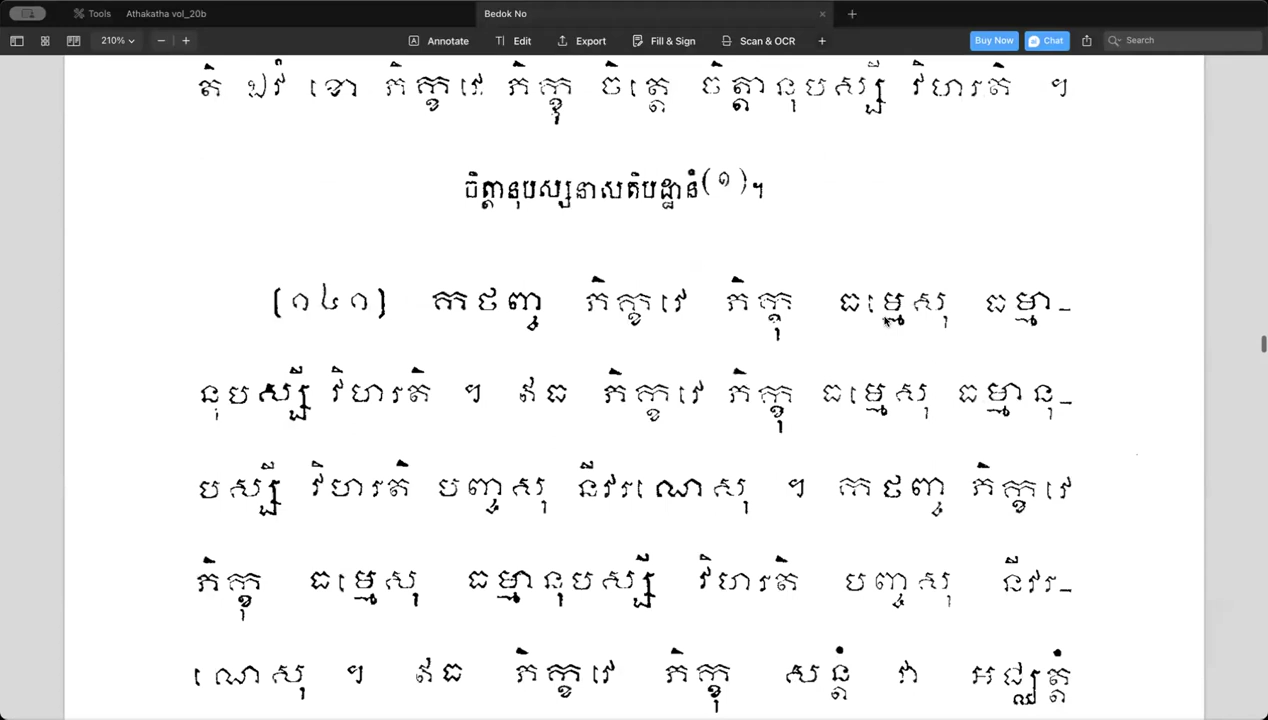 Tools
Athakatha vol_20b
Bedok No
210%
Annotate
Edit
Export
Fill & Sign
Scan & OCR
Buy Now
Chat
Search
តិ ឯវំ ខោ ភិក្ខវេ ភិក្ខុ ចិត្តេ ចិត្តានុបស្សី វិហរតិ ។
ចិត្តានុបស្សនាសតិបដ្ឋានំ(១)។
(១៤១) កថញ្ច ភិក្ខវេ ភិក្ខុ ធម្មេសុ ធម្មា-
នុបស្សី វិហរតិ ។ ឥធ ភិក្ខវេ ភិក្ខុ ធម្មេសុ ធម្មានុ-
បស្សី វិហរតិ បញ្ចសុ នីវរណេសុ ។ កថញ្ច ភិក្ខវេ
ភិក្ខុ ធម្មេសុ ធម្មានុបស្សី វិហរតិ បញ្ចសុ នីវរ-
ណេសុ ។ ឥធ ភិក្ខវេ ភិក្ខុ សន្តំ វា អជ្ឈត្តំ